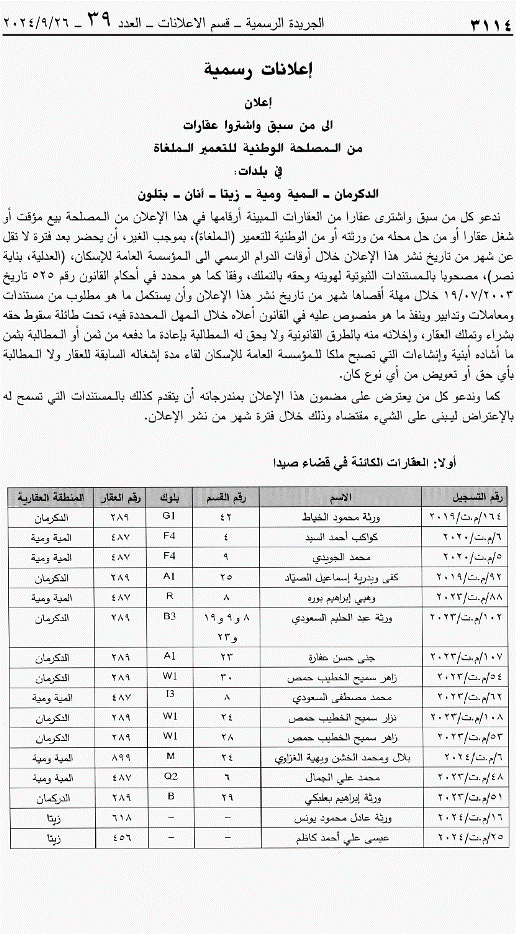 ٣١١٤ الجريدة الرسمية ــ قسم الاعلانات ــ العدد ٣٩ ــ ٢٠٢٤/٩/٢٦
إعلانات رسمية
إعلان
الى من سبق واشتروا عقارات
من المصلحة الوطنية للتعمير الملغاة
في بلدات:
الدكرمان ــ المية ومية ــ زيتا ــ أنان ــ بتلون
ندعو كل من سبق واشترى عقارا من العقارات المبينة أرقامها في هذا الإعلان من المصلحة بيع مؤقت أو
شغل عقارا أو من حل محله من ورثته أو من الوطنية للتعمير (الملغاة)، بموجب الغير، أن يحضر بعد فترة لا تقل
عن شهر من تاريخ نشر هذا الإعلان خلال أوقات الدوام الرسمي الى المؤسسة العامة للإسكان، (العدلية، بناية
نصر)، مصحوبا بالمستندات الثبوتية لهويته وحقه بالتملك، وفقا كما هو محدد في أحكام القانون رقم ٥٢٥ تاريخ
١٩/٠٧/٢٠٠٣ خلال مهلة أقصاها شهر من تاريخ نشر هذا الإعلان وأن يستكمل ما هو مطلوب من مستندات
ومعاملات وتدابير وينفذ ما هو منصوص عليه في القانون أعلاه خلال المهل المحددة فيه، تحت طائلة سقوط حقه
بشراء وتملك العقار، وإخلائه منه بالطرق القانونية ولا يحق له المطالبة بإعادة ما دفعه من ثمن أو المطالبة بثمن
ما أشاده أبنية وإنشاءات التي تصبح ملكا للمؤسسة العامة للإسكان لقاء مدة إشغاله السابقة للعقار ولا المطالبة
بأي حق أو تعويض من أي نوع كان.
كما وندعو كل من يعترض على مضمون هذا الإعلان بمندرجاته أن يتقدم كذلك بالمستندات التي تسمح له
بالإعتراض ليبنى على الشيء مقتضاه وذلك خلال فترة شهر من نشر الإعلان.
أولا: العقارات الكائنة في قضاء صيدا
رقم التسجيل الاسم رقم القسم بلوك رقم العقار المنطقة العقارية
١٦٤/م.ت/٢٠١٩ ورثة محمود الخياط ٤٢ G1 ٢٨٩ الدكرمان
٦/م.ت/٢٠٢٠ كواكب أحمد السيد ٤ F4 ٤٨٧ المية ومية
٥/م.ت/٢٠٢٠ محمد الجويدي ٩ F4 ٤٨٧ المية ومية
٩٢/م.ت/٢٠١٩ كفى وبدرية إسماعيل الصيّاد ٢٥ A1 ٢٨٩ الدكرمان
٨٨/م.ت/٢٠٢٣ وهبي إبراهيم بوره ٨ R ٤٨٧ المية ومية
١٠٢/م.ت/٢٠٢٣ ورثة عبد الحليم السعودي ٨ و٩ و١٩ B3 ٢٨٩ الدكرمان
و٢٣
١٠٧/م.ت/٢٠٢٣ جنى حسن عفارة ٢٣ A1 ٢٨٩ الدكرمان
٥٤/م.ت/٢٠٢٣ زاهر سميح الخطيب حمص ٣٠ W1 ٢٨٩ الدكرمان
٦٢/م.ت/٢٠٢٣ محمد مصطفى السعودي ٨ I3 ٤٨٧ المية ومية
١٠٨/م.ت/٢٠٢٣ نزار سميح الخطيب حمص ٢٤ W1 ٢٨٩ الدكرمان
٥٣/م.ت/٢٠٢٣ زاهر سميح الخطيب حمص ٢٨ W1 ٢٨٩ الدكرمان
٦/م.ت/٢٠٢٤ بلال ومحمد الخشن وبهية الغزاوي ٢٤ M ٨٩٩ المية ومية
٤٨/م.ت/٢٠٢٣ محمد علي الجمال ٦ Q2 ٤٨٧ المية ومية
٥١/م.ت/٢٠٢٣ ورثة إبراهيم بعلبكي ٢٩ B ٢٨٩ الدركمان
١٦/م.ت/٢٠٢٤ ورثة عادل محمود يونس – – ٦١٨ زيتا
٢٥/م.ت/٢٠٢٤ عيسى علي أحمد كاظم – – ٤٥٦ زيتا